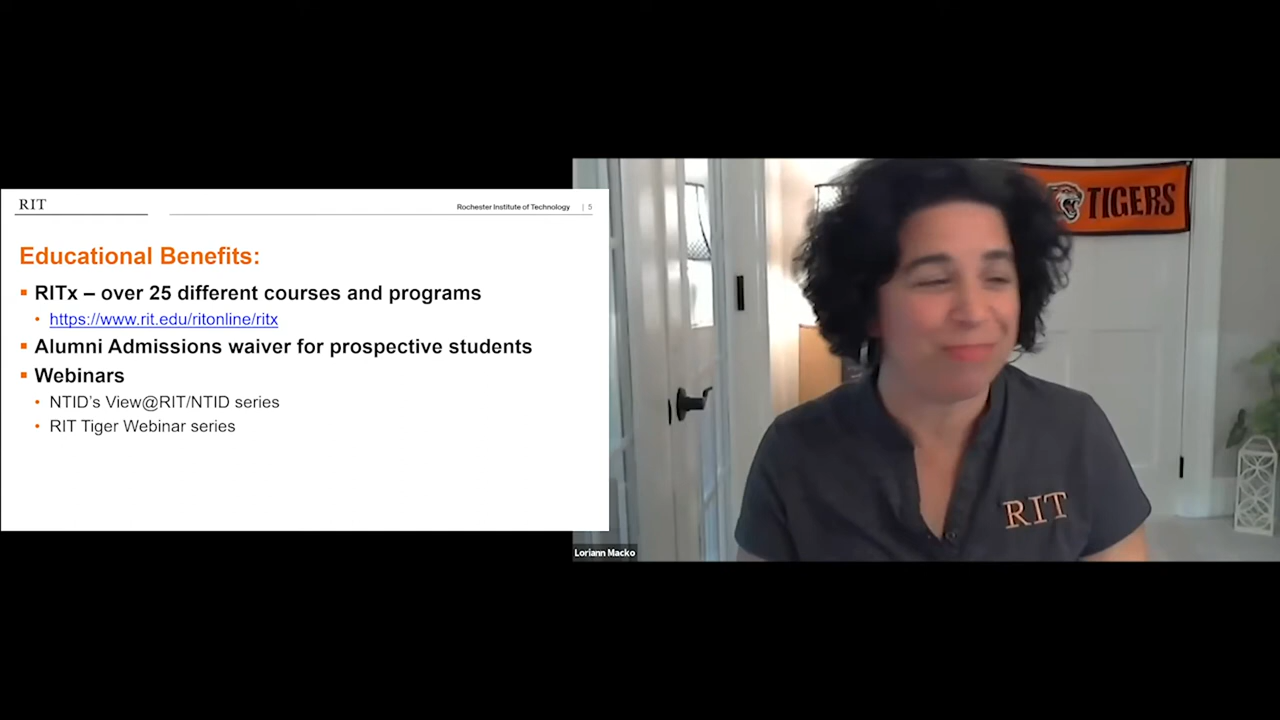 RIT
Rochester Institute of Technology | 5
Educational Benefits:
RITx – over 25 different courses and programs
https://www.rit.edu/ritonline/ritx
Alumni Admissions waiver for prospective students
Webinars
NTID's View@RIT/NTID series
RIT Tiger Webinar series
TIGERS
RIT
Loriann Macko